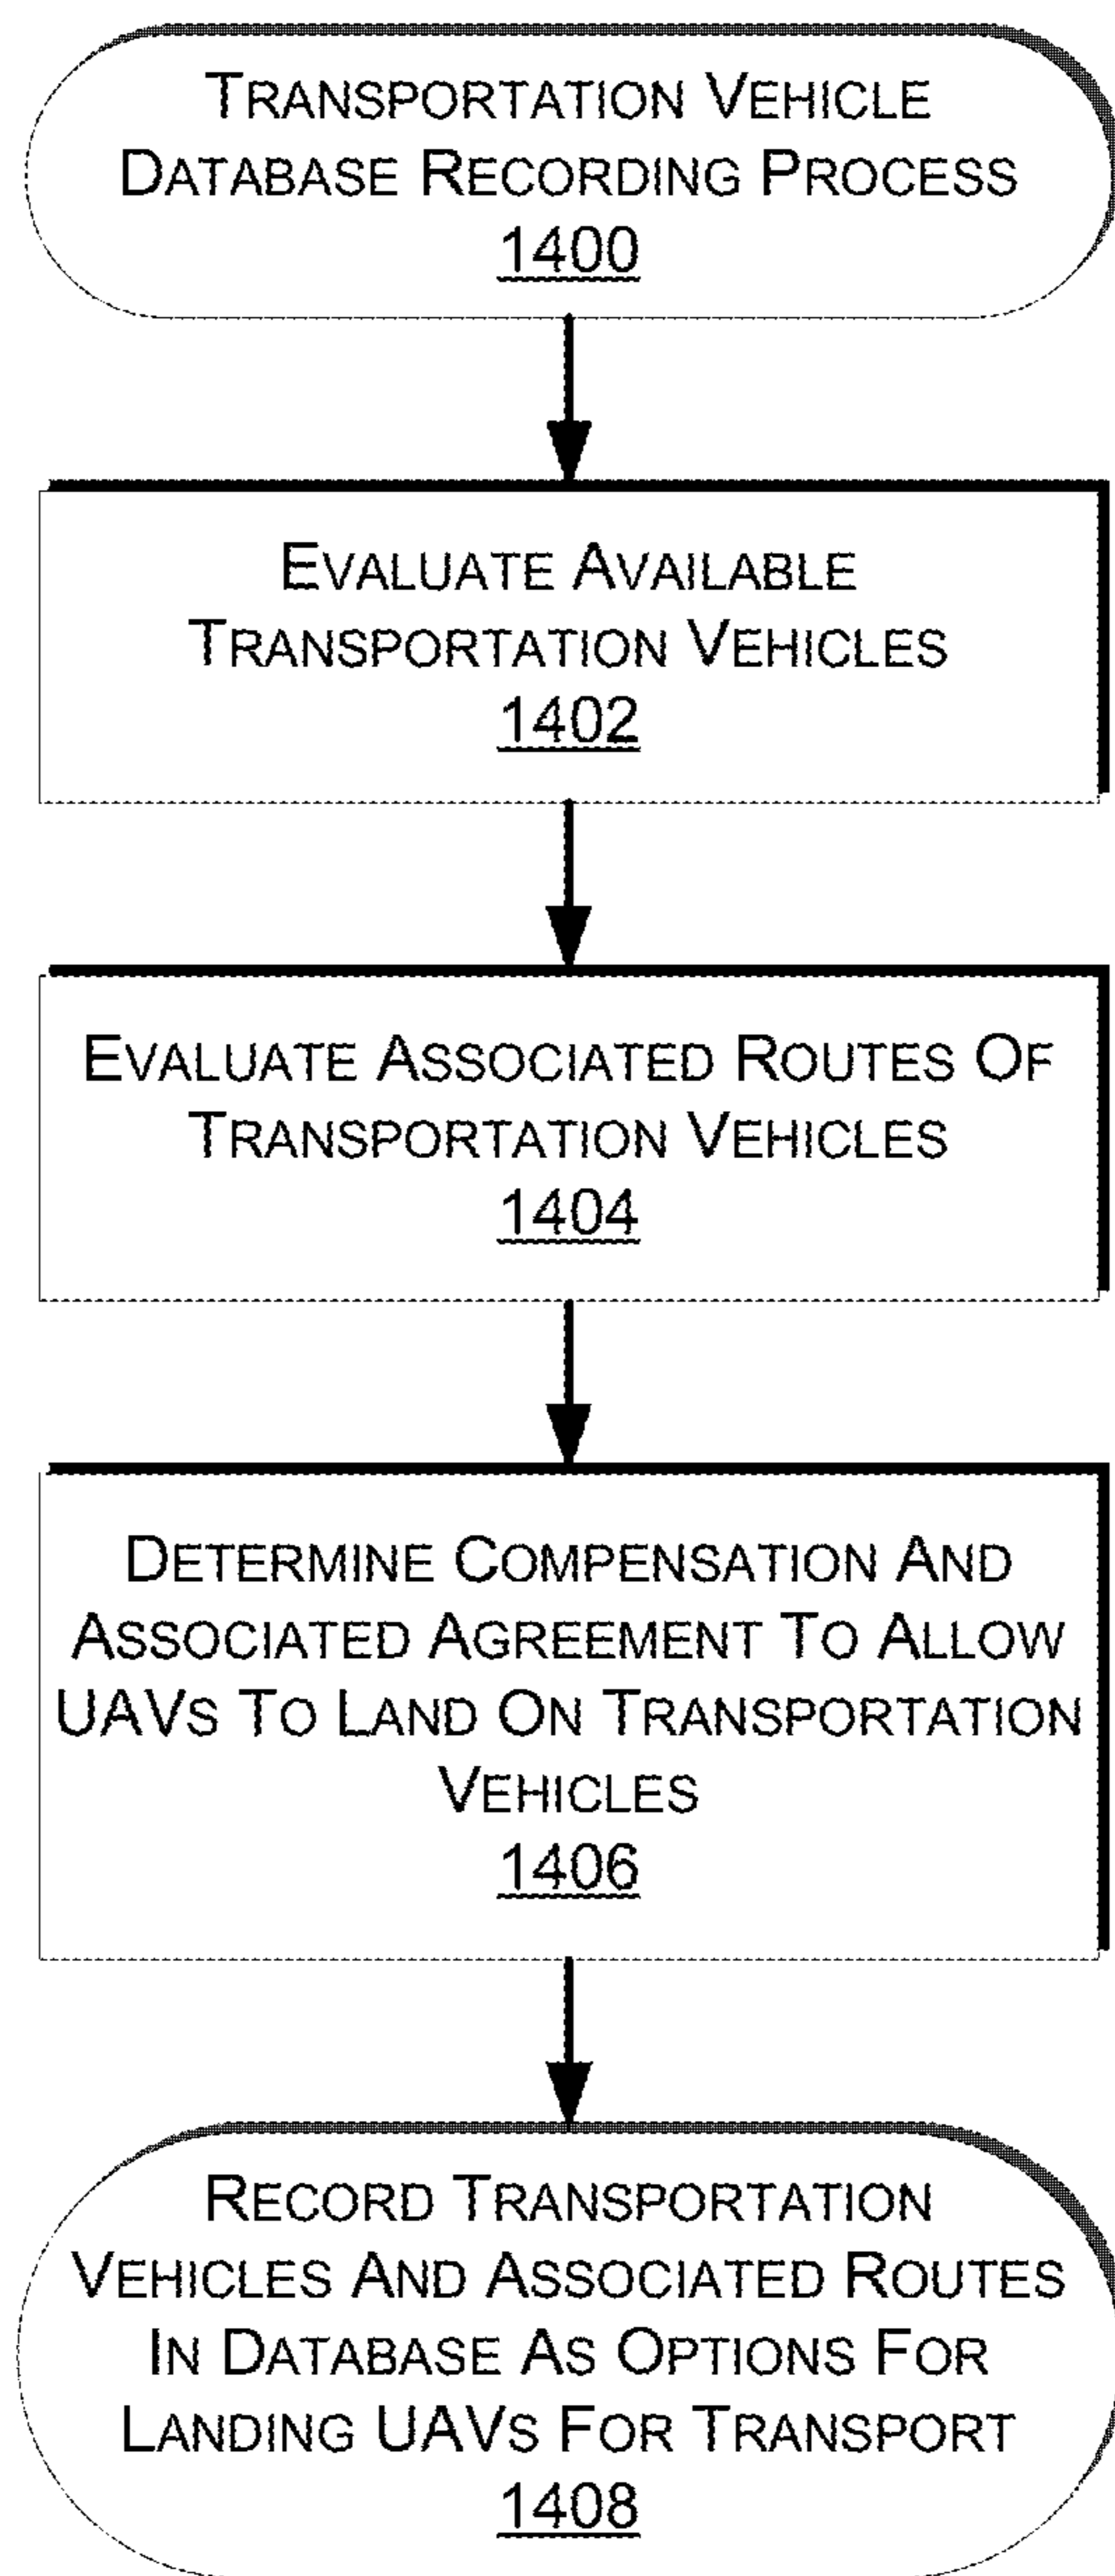 TRANSPORTATION VEHICLE
DATABASE RECORDING PROCESS
1400
EVALUATE AVAILABLE
TRANSPORTATION VEHICLES
1402
EVALUATE ASSOCIATED ROUTES OF
TRANSPORTATION VEHICLES
1404
DETERMINE COMPENSATION AND
ASSOCIATED AGREEMENT TO ALLOW
UAVS TO LAND ON TRANSPORTATION
VEHICLES
1406
RECORD TRANSPORTATION
VEHICLES AND ASSOCIATED ROUTES
IN DATABASE AS OPTIONS FOR
LANDING UAVS FOR TRANSPORT
1408